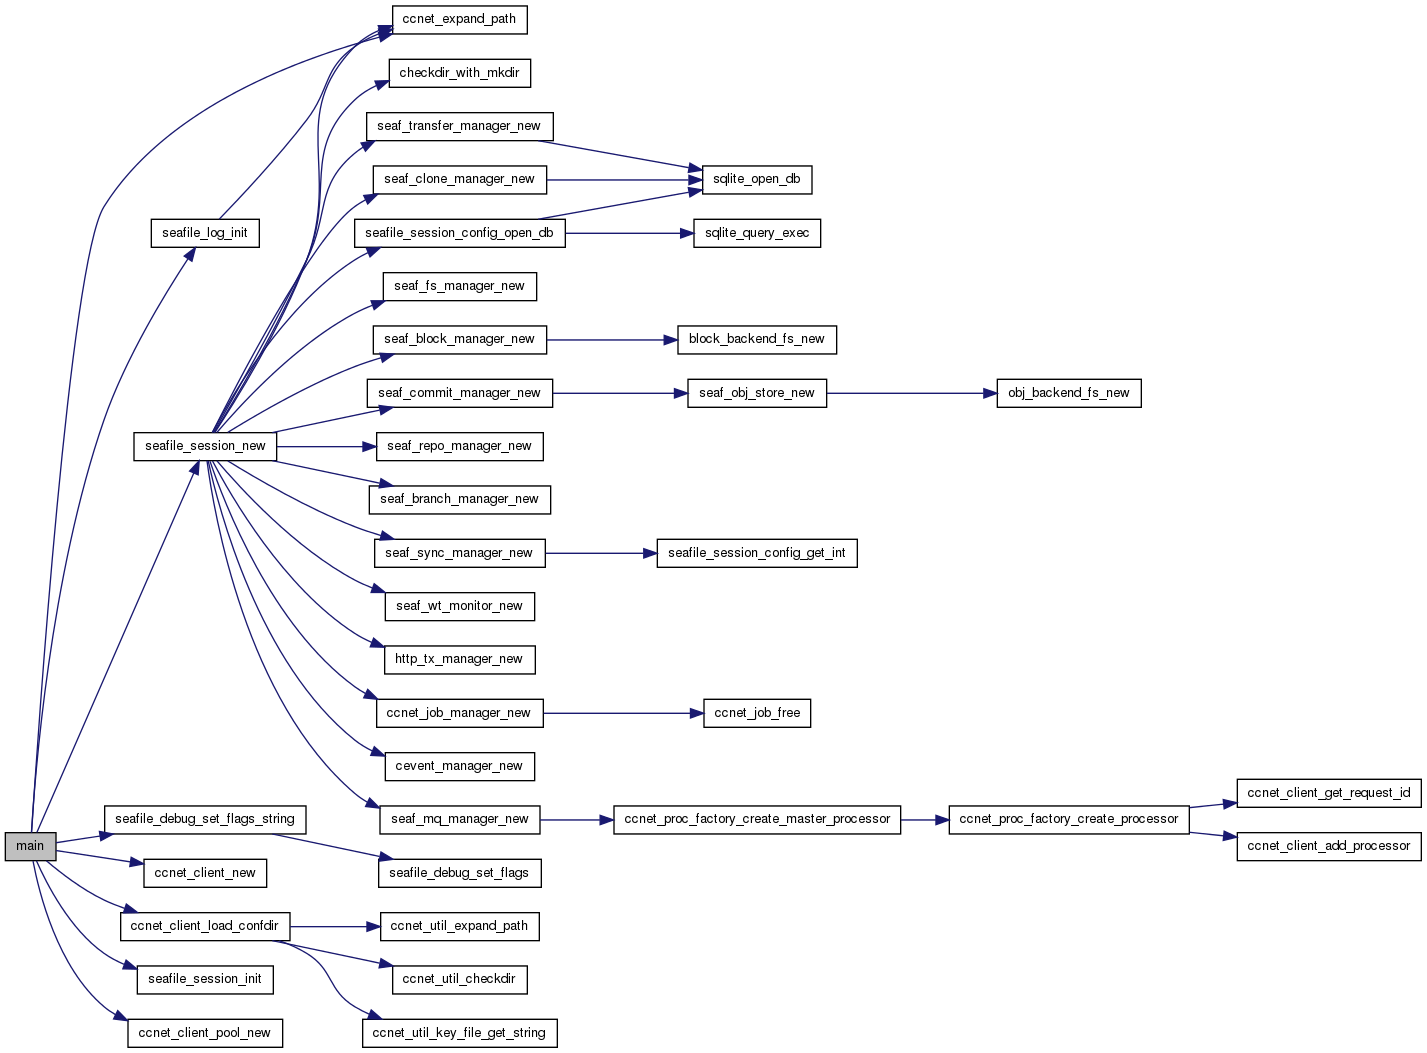 ccnet_expand_path
checkdir_with_mkdir
seaf_transfer_manager_new
seaf_clone_manager_new
sqlite_open_db
seafile_log_init
seafile_session_config_open_db
sqlite_query_exec
seaf_fs_manager_new
seaf_block_manager_new
block_backend_fs_new
seaf_commit_manager_new
seaf_obj_store_new
obj_backend_fs_new
seafile_session_new
seaf_repo_manager_new
seaf_branch_manager_new
seaf_sync_manager_new
seafile_session_config_get_int
seaf_wt_monitor_new
http_tx_manager_new
ccnet_job_manager_new
ccnet_job_free
cevent_manager_new
ccnet_client_get_request_id
seafile_debug_set_flags_string
seaf_mq_manager_new
ccnet_proc_factory_create_master_processor
ccnet_proc_factory_create_processor
main
ccnet_client_add_processor
ccnet_client_new
seafile_debug_set_flags
ccnet_client_load_confdir
ccnet_util_expand_path
seafile_session_init
ccnet_util_checkdir
ccnet_client_pool_new
ccnet_util_key_file_get_string